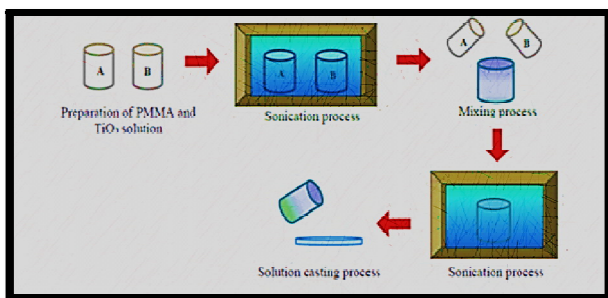 A
B
A
B
A
B
Preparation of PMMA and
TiO₂ solution
Sonication process
Mixing process
Solution casting process
Sonication process